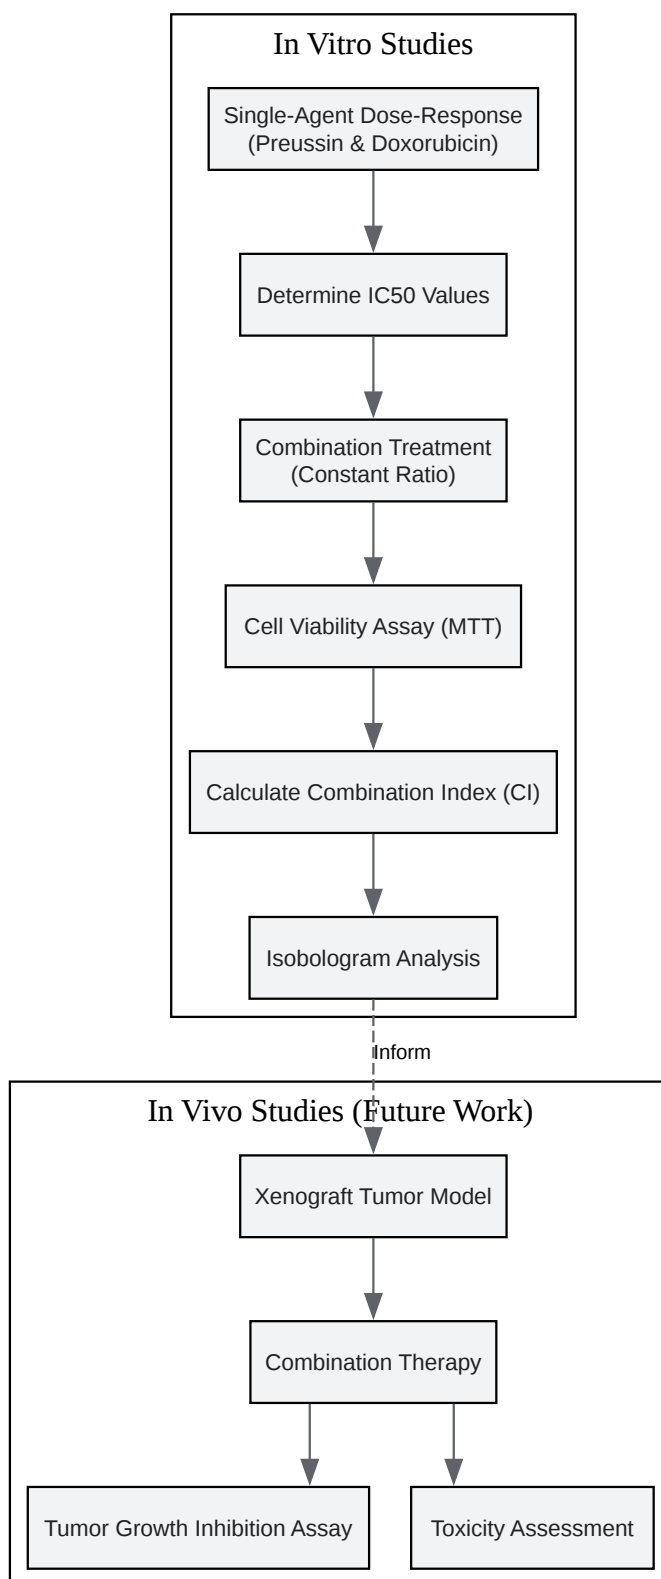 In Vitro Studies
Single-Agent Dose-Response
(Preussin & Doxorubicin)
Determine IC50 Values
Combination Treatment
(Constant Ratio)
Cell Viability Assay (MTT)
Calculate Combination Index (CI)
Isobologram Analysis
Inform
In Vivo Studies (Future Work)
Xenograft Tumor Model
Combination Therapy
Tumor Growth Inhibition Assay
Toxicity Assessment